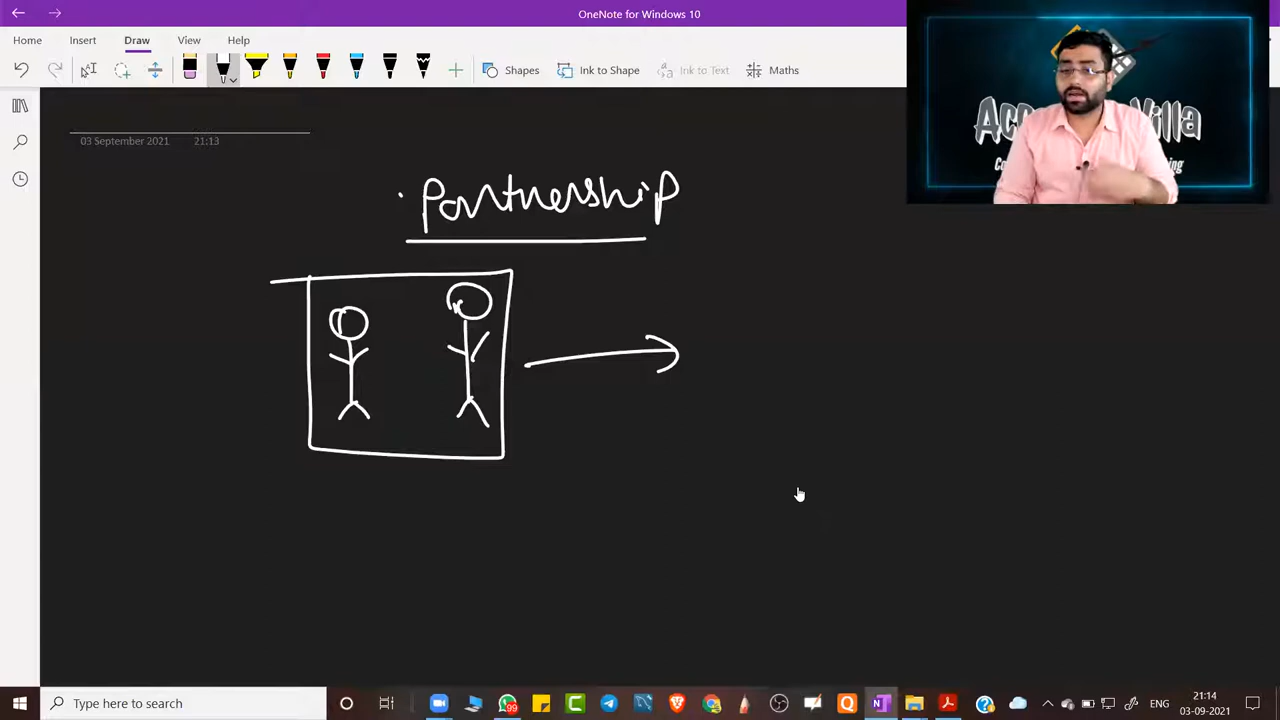 OneNote for Windows 10
Home Insert Draw View Help
Shapes Ink to Shape Ink to Text Maths
03 September 2021 21:13
Partnership
Type here to search
99
ENG
21:14
03-09-2021